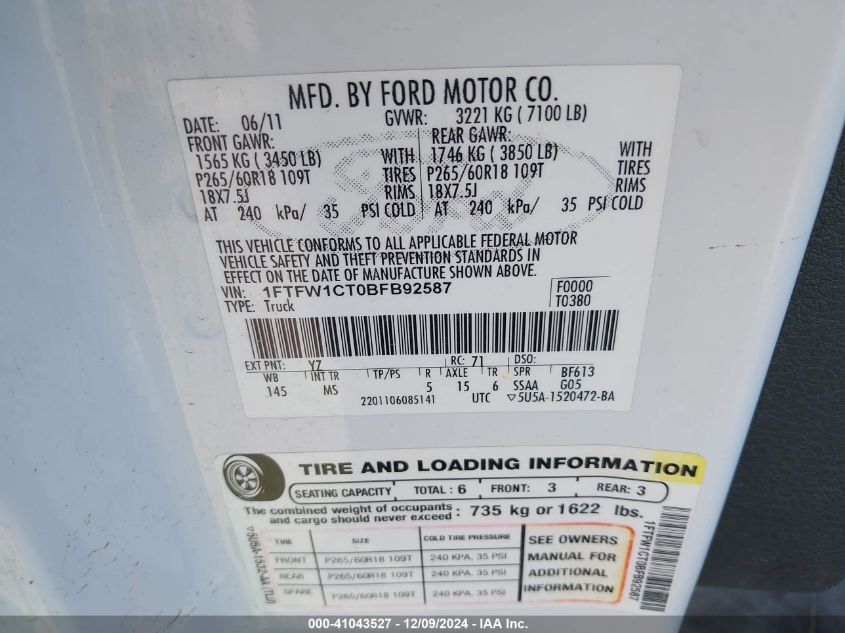 MFD. BY FORD MOTOR CO.
DATE: 06/11 GVWR: 3221 KG ( 7100 LB)
FRONT GAWR: REAR GAWR:
1565 KG ( 3450 LB) WITH 1746 KG ( 3850 LB) WITH
P265/60R18 109T TIRES P265/60R18 109T TIRES
18X7.5J RIMS 18X7.5J RIMS
AT 240 kPa/ 35 PSI COLD AT 240 kPa/ 35 PSI COLD
THIS VEHICLE CONFORMS TO ALL APPLICABLE FEDERAL MOTOR
VEHICLE SAFETY AND THEFT PREVENTION STANDARDS IN
EFFECT ON THE DATE OF MANUFACTURE SHOWN ABOVE.
VIN: 1FTFW1CT0BFB92587 F0000
TYPE: Truck T0380
EXT PNT: YZ RC: 71 DSO:
WB INT TR TP/PS R AXLE TR SPR BF613
145 MS 5 15 6 SSAA G05
2201106085141 UTC ▽5U5A-1520472-BA
TIRE AND LOADING INFORMATION
SEATING CAPACITY TOTAL : 6 FRONT: 3 REAR: 3
The combined weight of occupants
and cargo should never exceed : 735 kg or 1622 lbs.
TIRE SIZE COLD TIRE PRESSURE
FRONT P265/60R18 109T 240 KPA, 35 PSI
REAR P265/60R18 109T 240 KPA, 35 PSI
SPARE P265/60R18 109T 240 KPA, 35 PSI
SEE OWNERS
MANUAL FOR
ADDITIONAL
INFORMATION
1FTFW1CT0BFB92587
000-41043527 - 12/09/2024 - IAA Inc.